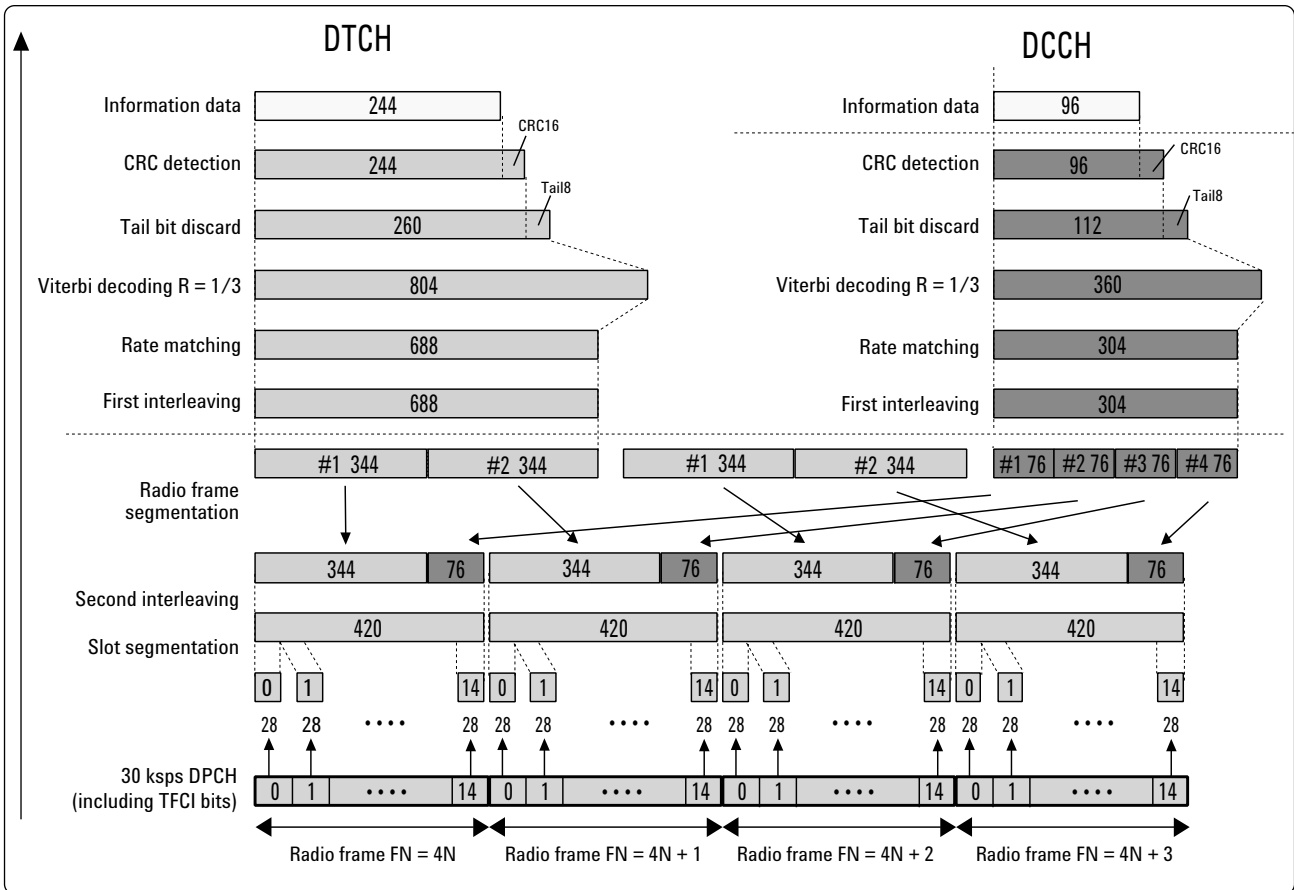 DTCH
DCCH
Information data 244
Information data 96
CRC16
CRC detection 244
CRC16
CRC detection 96
Tail8
Tail bit discard 260
Tail8
Tail bit discard 112
Viterbi decoding R = 1/3 804
Viterbi decoding R = 1/3 360
Rate matching 688
Rate matching 304
First interleaving 688
First interleaving 304
#1 344 #2 344 #1 344 #2 344 #1 76 #2 76 #3 76 #4 76
Radio frame
segmentation
344 76 344 76 344 76 344 76
Second interleaving
420 420 420 420
Slot segmentation
0 1 14 0 1 14 0 1 14 0 1 14
28 28 •••• 28 28 28 •••• 28 28 28 •••• 28 28 28 •••• 28
30 ksps DPCH
(including TFCI bits)
0 1 •••• 14 0 1 •••• 14 0 1 •••• 14 0 1 •••• 14
Radio frame FN = 4N Radio frame FN = 4N + 1 Radio frame FN = 4N + 2 Radio frame FN = 4N + 3